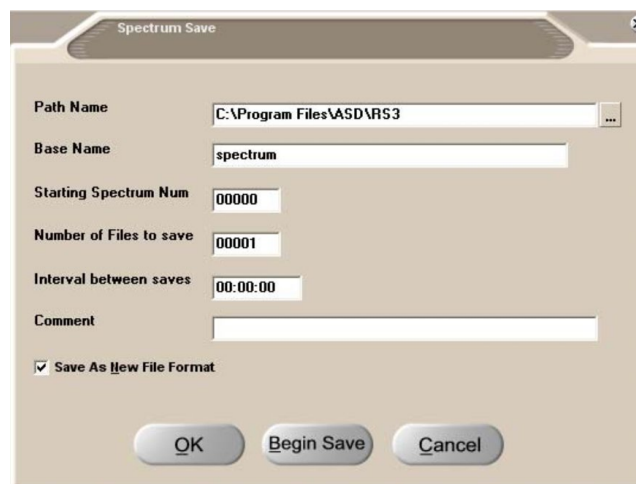 Spectrum Save
Path Name C:\Program Files\ASD\RS3 ...
Base Name spectrum
Starting Spectrum Num 00000
Number of Files to save 00001
Interval between saves 00:00:00
Comment
Save As New File Format
OK Begin Save Cancel